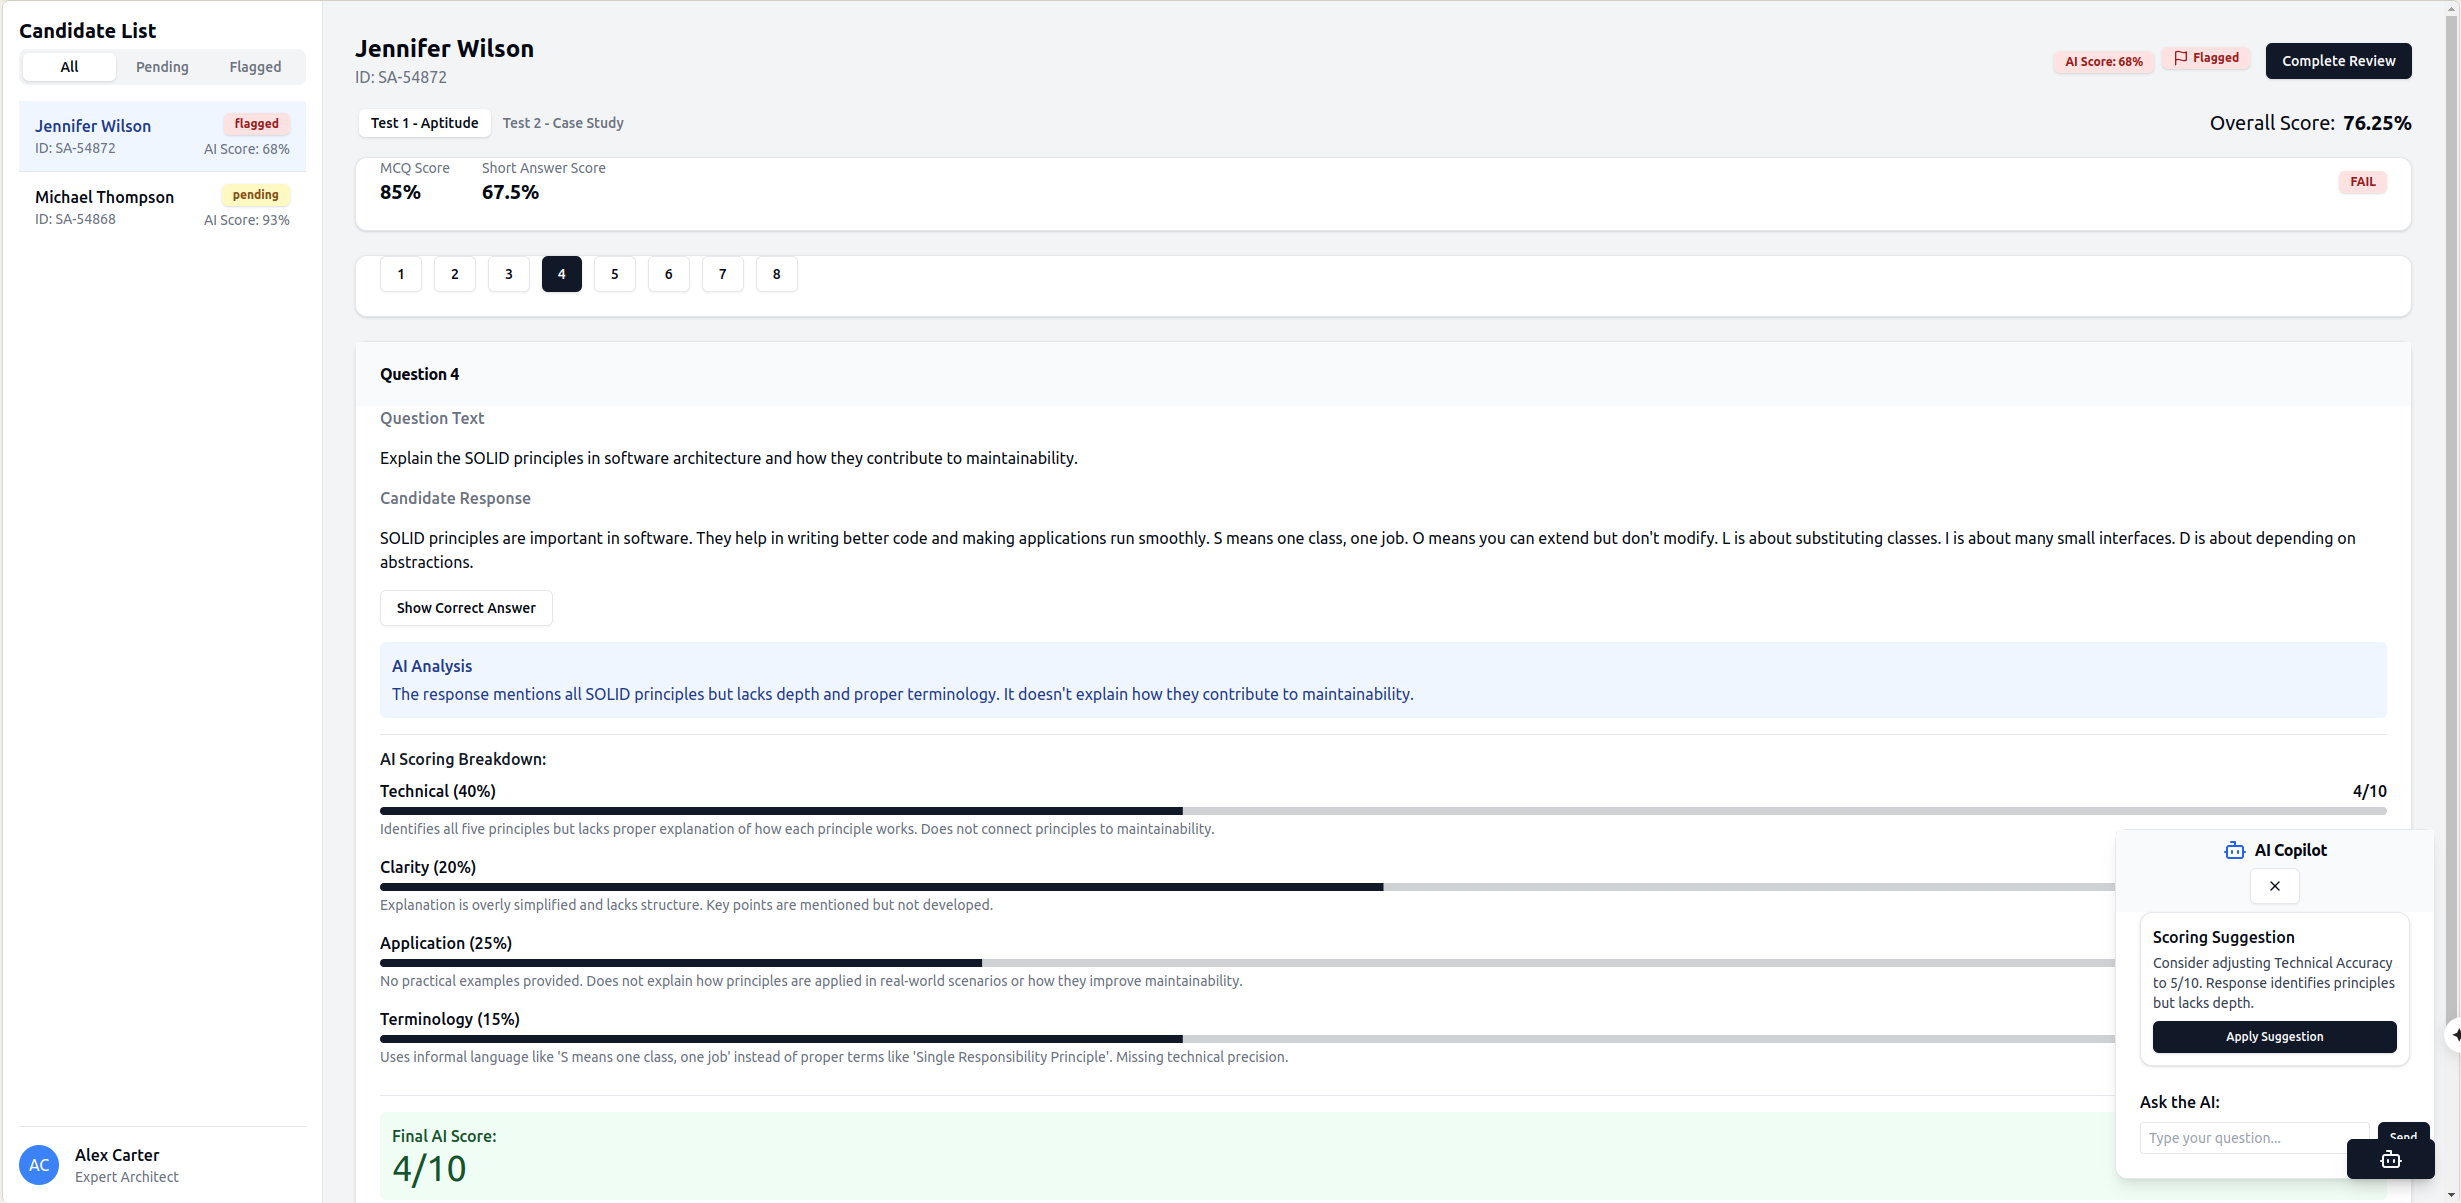 Candidate List
All
Pending
Flagged
Jennifer Wilson
flagged
ID: SA-54872
AI Score: 68%
Michael Thompson
pending
ID: SA-54868
AI Score: 93%
AC
Alex Carter
Expert Architect
Jennifer Wilson
ID: SA-54872
AI Score: 68%
Flagged
Complete Review
Test 1 - Aptitude
Test 2 - Case Study
Overall Score: 76.25%
MCQ Score
85%
Short Answer Score
67.5%
FAIL
1
2
3
4
5
6
7
8
Question 4
Question Text
Explain the SOLID principles in software architecture and how they contribute to maintainability.
Candidate Response
SOLID principles are important in software. They help in writing better code and making applications run smoothly. S means one class, one job. O means you can extend but don't modify. L is about substituting classes. I is about many small interfaces. D is about depending on
abstractions.
Show Correct Answer
AI Analysis
The response mentions all SOLID principles but lacks depth and proper terminology. It doesn't explain how they contribute to maintainability.
AI Scoring Breakdown:
Technical (40%)
4/10
Identifies all five principles but lacks proper explanation of how each principle works. Does not connect principles to maintainability.
Clarity (20%)
Explanation is overly simplified and lacks structure. Key points are mentioned but not developed.
Application (25%)
No practical examples provided. Does not explain how principles are applied in real-world scenarios or how they improve maintainability.
Terminology (15%)
Uses informal language like 'S means one class, one job' instead of proper terms like 'Single Responsibility Principle'. Missing technical precision.
Final AI Score:
4/10
AI Copilot
Scoring Suggestion
Consider adjusting Technical Accuracy
to 5/10. Response identifies principles
but lacks depth.
Apply Suggestion
Ask the AI:
Type your question...
Send